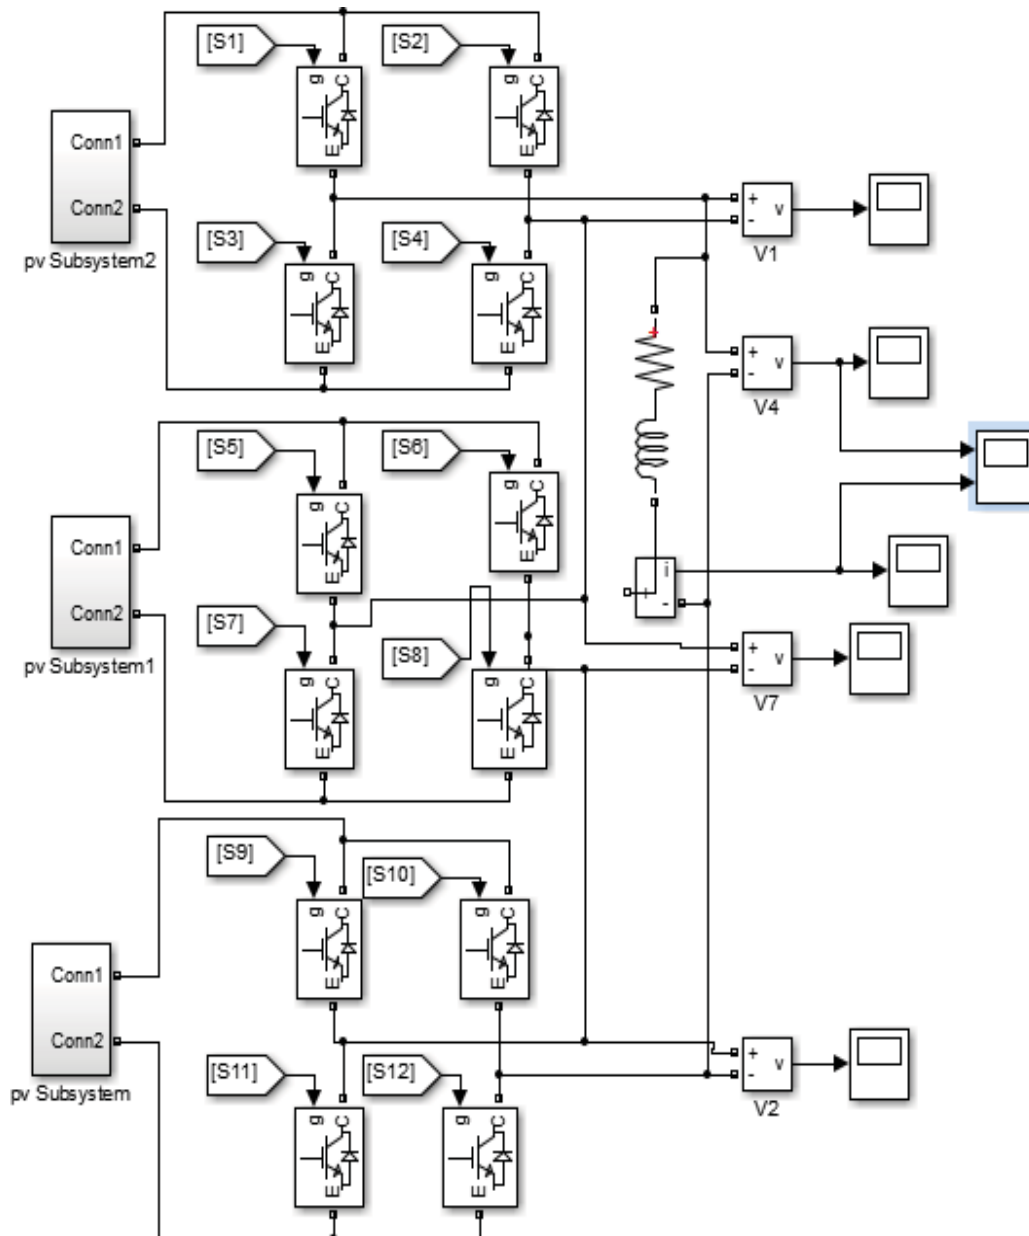 [S1]
[S2]
g
C
E
g
C
E
Conn1
Conn2
pv Subsystem2
[S3]
[S4]
g
C
E
g
C
E
+
-
v
V1
+
-
v
V4
[S5]
[S6]
g
C
E
g
C
E
Conn1
Conn2
pv Subsystem1
[S7]
[S8]
g
C
E
g
C
E
i
+
-
+
-
v
V7
[S9]
[S10]
g
C
E
g
C
E
Conn1
Conn2
pv Subsystem
[S11]
[S12]
g
C
E
g
C
E
+
-
v
V2